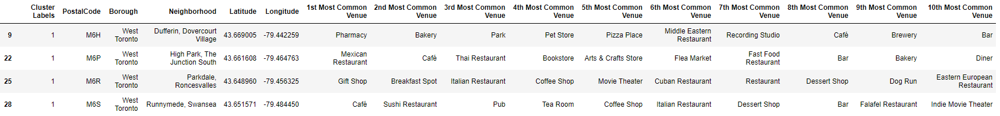 Cluster Labels PostalCode Borough Neighborhood Latitude Longitude 1st Most Common Venue 2nd Most Common Venue 3rd Most Common Venue 4th Most Common Venue 5th Most Common Venue 6th Most Common Venue 7th Most Common Venue 8th Most Common Venue 9th Most Common Venue 10th Most Common Venue
9 1 M6H West Toronto Dufferin, Dovercourt Village 43.669005 -79.442259 Pharmacy Bakery Park Pet Store Pizza Place Middle Eastern Restaurant Recording Studio Café Brewery Bar
22 1 M6P West Toronto High Park, The Junction South 43.661608 -79.464763 Mexican Restaurant Café Thai Restaurant Bookstore Arts & Crafts Store Flea Market Fast Food Restaurant Bar Bakery Diner
25 1 M6R West Toronto Parkdale, Roncesvalles 43.648960 -79.456325 Gift Shop Breakfast Spot Italian Restaurant Coffee Shop Movie Theater Cuban Restaurant Restaurant Dessert Shop Dog Run Eastern European Restaurant
28 1 M6S West Toronto Runnymede, Swansea 43.651571 -79.484450 Café Sushi Restaurant Pub Tea Room Coffee Shop Italian Restaurant Dessert Shop Bar Falafel Restaurant Indie Movie Theater